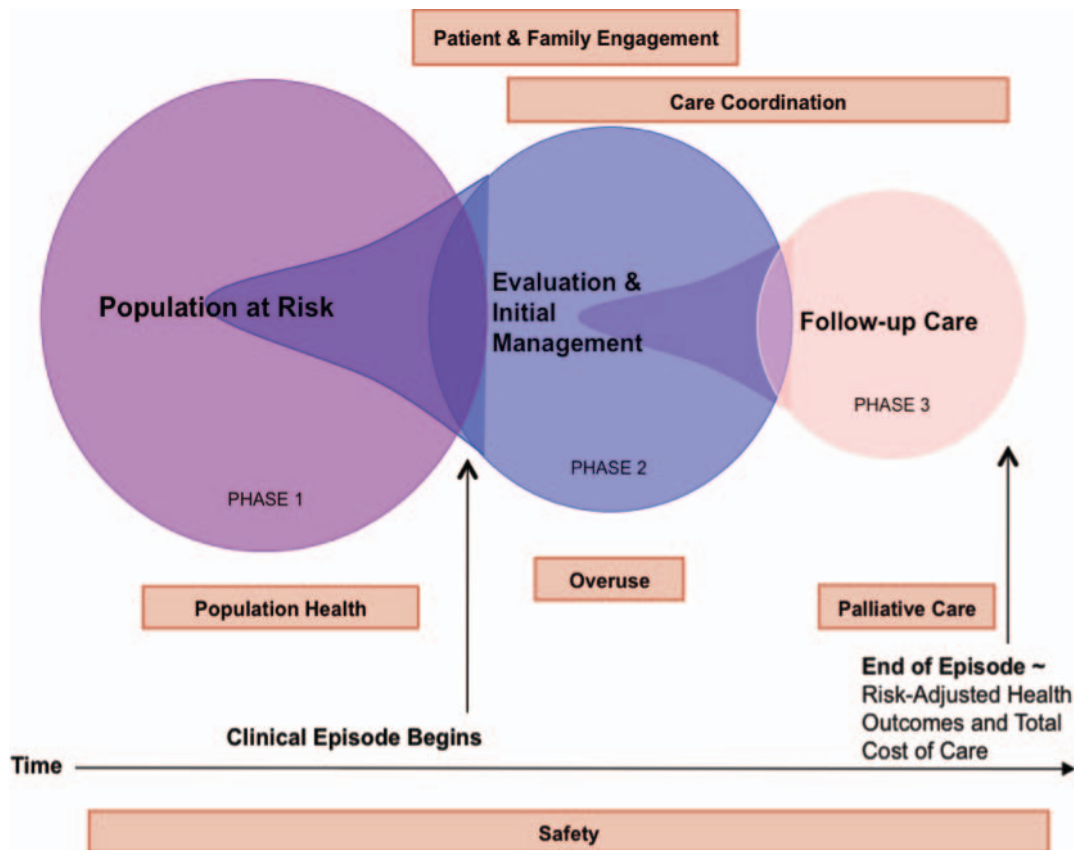 Patient & Family Engagement
Care Coordination
Population at Risk
PHASE 1
Evaluation &
Initial
Management
PHASE 2
Follow-up Care
PHASE 3
Population Health
Overuse
Palliative Care
Clinical Episode Begins
End of Episode ~
Risk-Adjusted Health
Outcomes and Total
Cost of Care
Time
Safety